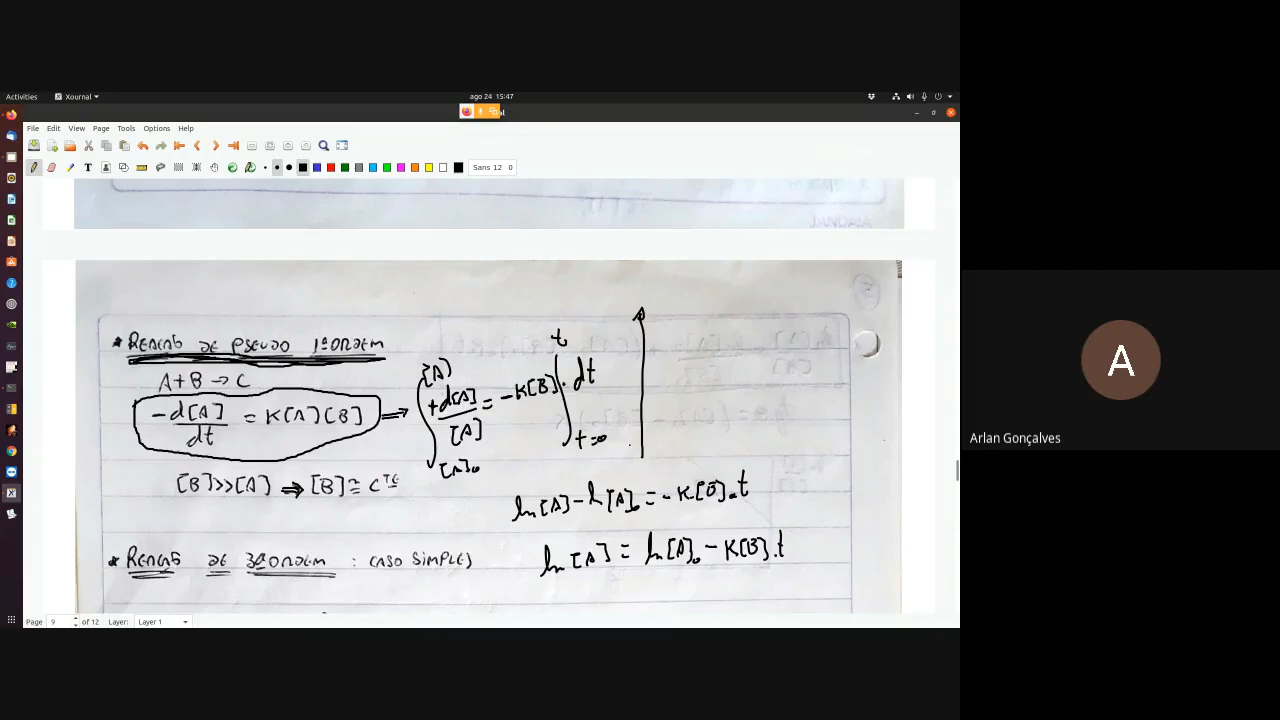 Activities
Xournal
ago 24 15:47
File Edit View Page Tools Options Help
Sans 12
JANDAIA
* REAÇÃO DE PSEUDO 1ª ORDEM
A + B → C
-d[A]/dt = K[A][B] ⇒ ∫[A]₀^[A] +d[A]/[A] = -K[B] ∫t=0^t . dt
[B]>>[A] ⇒ [B] ≅ CTE
ln[A] - ln[A]₀ = -K[B].t
ln[A] = ln[A]₀ - K[B].t
* REAÇÃO DE 3ª ORDEM : CASO SIMPLES
Page 9 of 12 Layer: Layer 1
A
Arlan Gonçalves